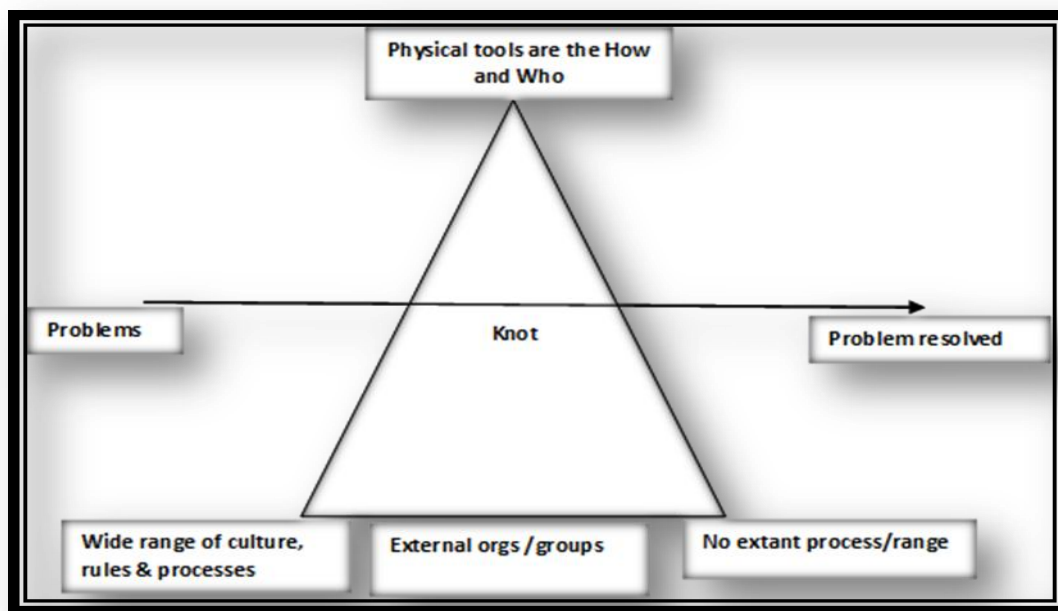 Physical tools are the How
and Who
Problems
Knot
Problem resolved
Wide range of culture,
rules & processes
External orgs/groups
No extant process/range